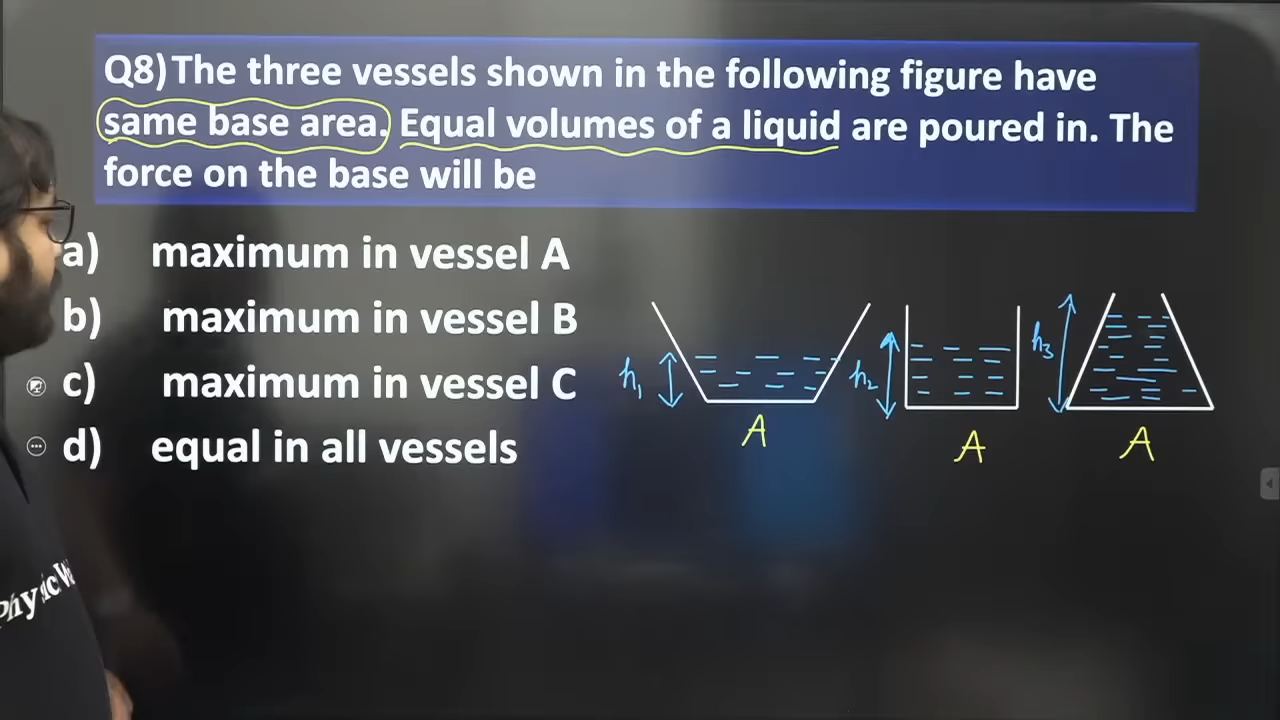 Q8) The three vessels shown in the following figure have
same base area. Equal volumes of a liquid are poured in. The
force on the base will be
a) maximum in vessel A
b) maximum in vessel B
c) maximum in vessel C
d) equal in all vessels
h₁
h₂
h₃
A
A
A